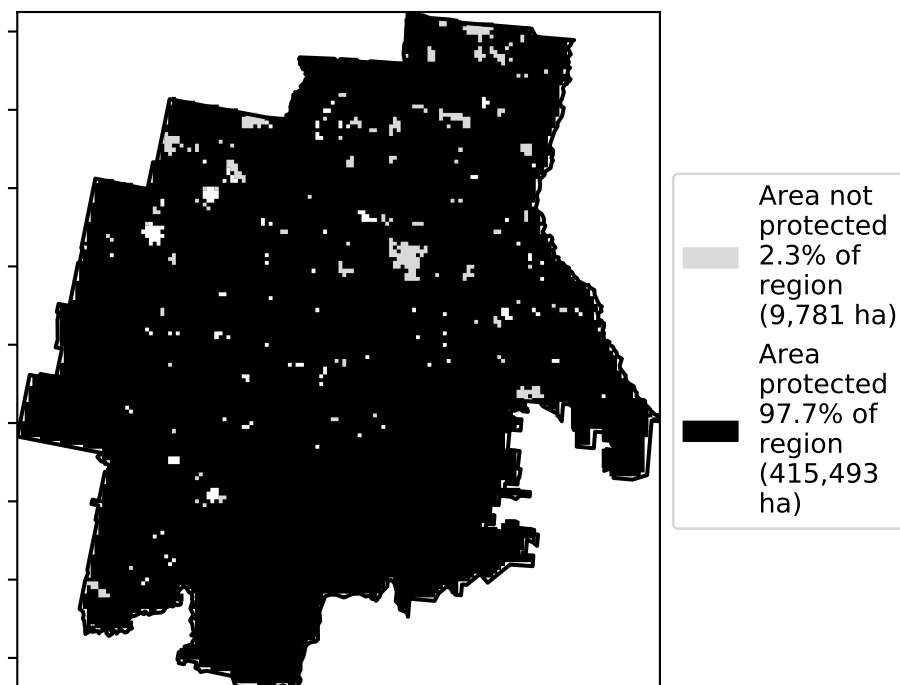 Area not
protected
2.3% of
region
(9,781 ha)
Area
protected
97.7% of
region
(415,493
ha)